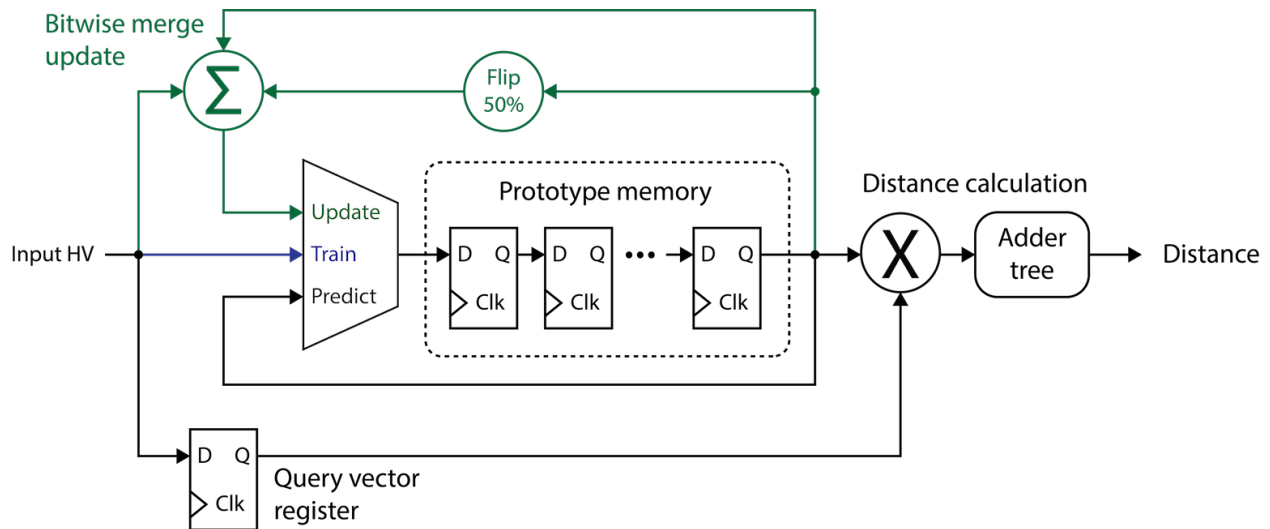 Bitwise merge
update
Σ
Flip
50%
Prototype memory
Distance calculation
Update
Input HV
Train
Predict
D Q
Clk
D Q
Clk
•••
D Q
Clk
X
Adder
tree
Distance
D Q
Clk
Query vector
register